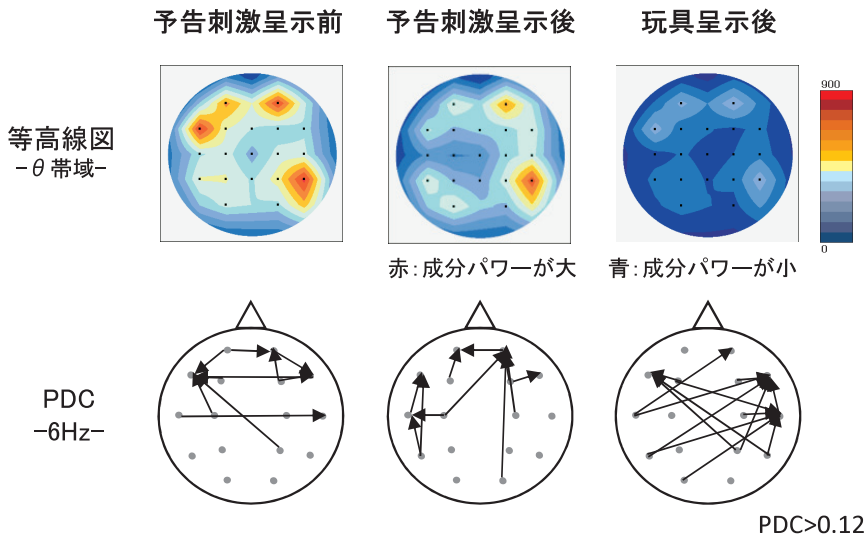 予告刺激呈示前
予告刺激呈示後
玩具呈示後
等高線図
-θ帯域-
900
0
赤:成分パワーが大
青:成分パワーが小
PDC
-6Hz-
PDC>0.12